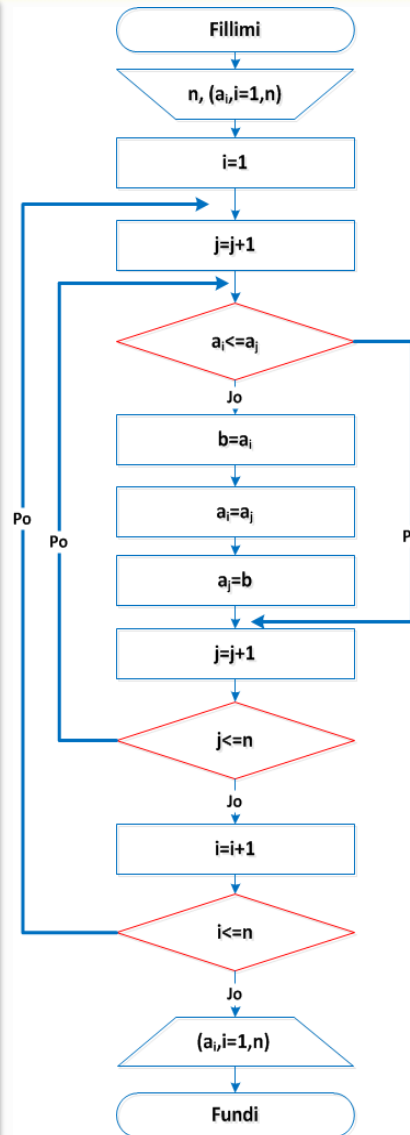 Fillimi
n, (aᵢ,i=1,n)
i=1
j=j+1
aᵢ<=aⱼ
Jo
b=aᵢ
aᵢ=aⱼ
Po
Po
P
aⱼ=b
j=j+1
j<=n
Jo
i=i+1
i<=n
Jo
(aᵢ,i=1,n)
Fundi